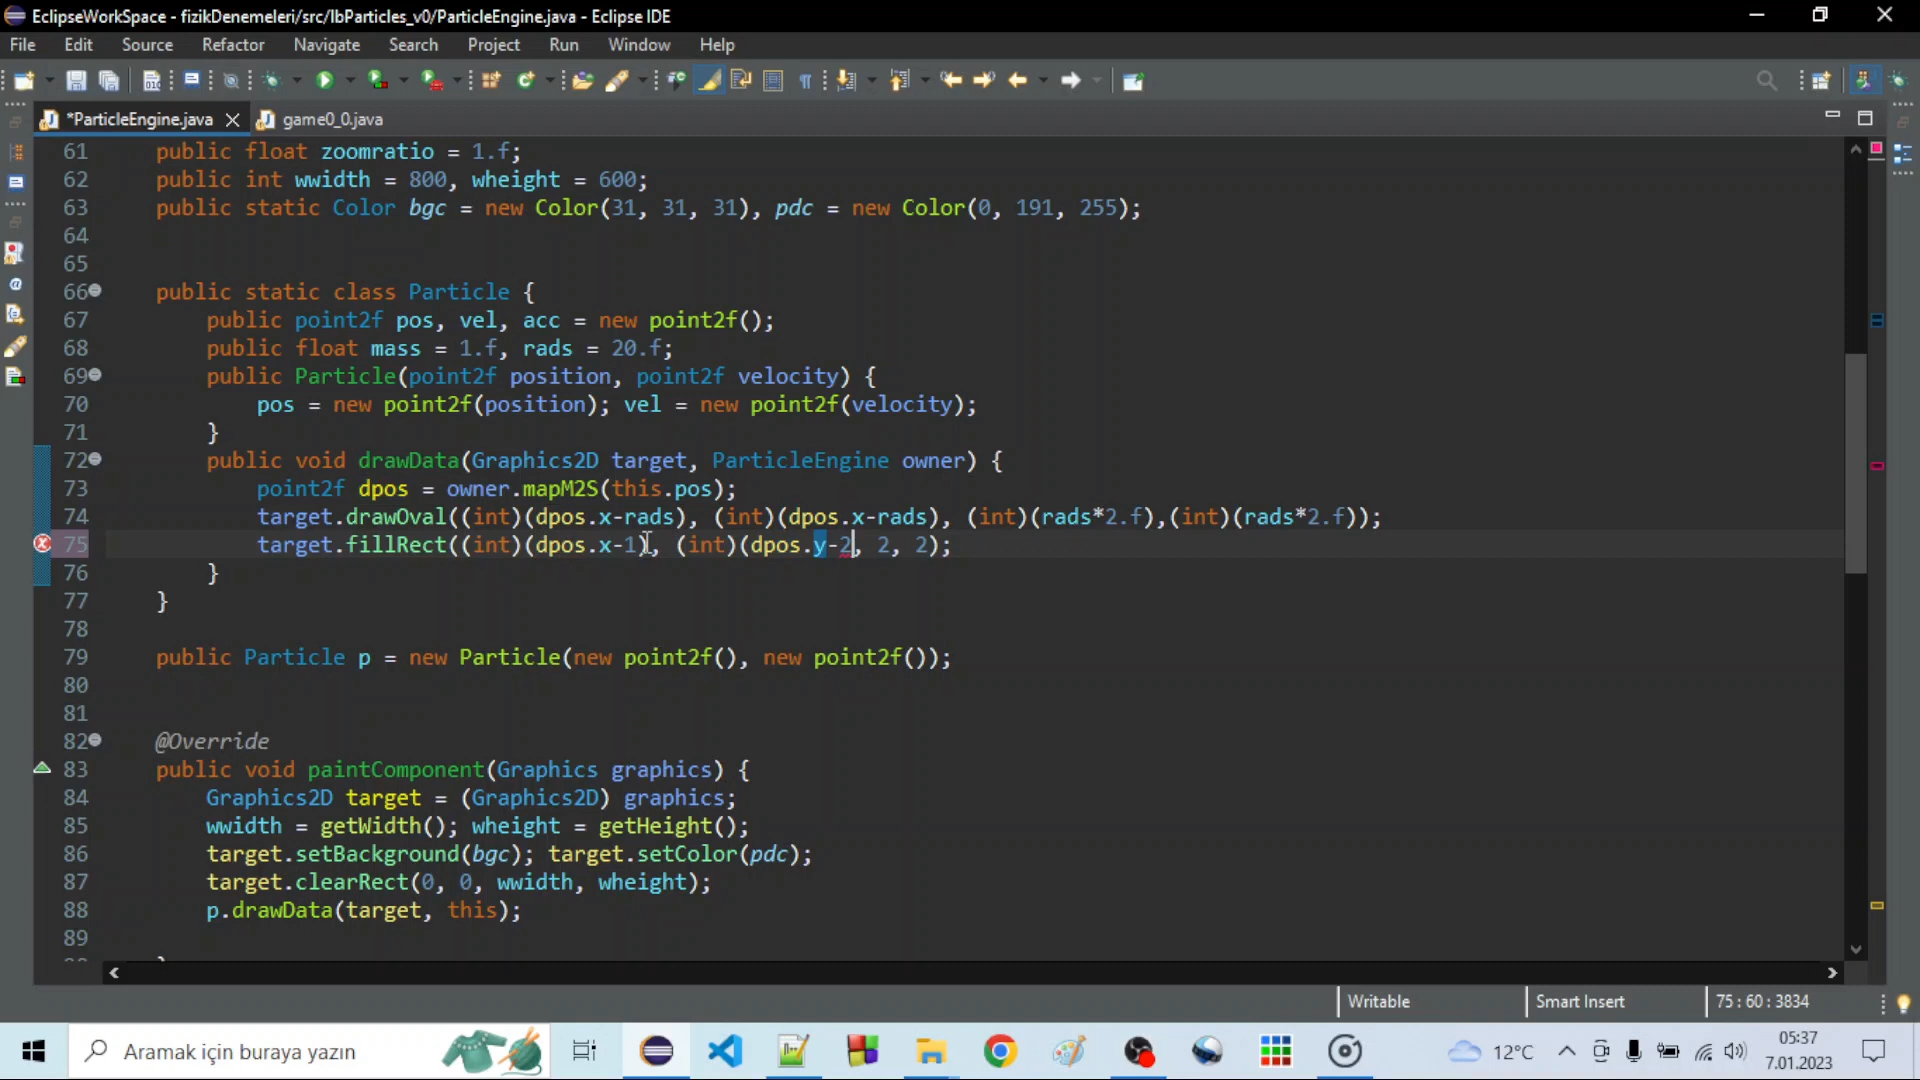 EclipseWorkSpace - fizikDenemeleri/src/lbParticles_v0/ParticleEngine.java - Eclipse IDE
File Edit Source Refactor Navigate Search Project Run Window Help
*ParticleEngine.java game0_0.java
61 public float zoomratio = 1.f;
62 public int wwidth = 800, wheight = 600;
63 public static Color bgc = new Color(31, 31, 31), pdc = new Color(0, 191, 255);
64
65
66 public static class Particle {
67 public point2f pos, vel, acc = new point2f();
68 public float mass = 1.f, rads = 20.f;
69 public Particle(point2f position, point2f velocity) {
70 pos = new point2f(position); vel = new point2f(velocity);
71 }
72 public void drawData(Graphics2D target, ParticleEngine owner) {
73 point2f dpos = owner.mapM2S(this.pos);
74 target.drawOval((int)(dpos.x-rads), (int)(dpos.x-rads), (int)(rads*2.f),(int)(rads*2.f));
75 target.fillRect((int)(dpos.x-1), (int)(dpos.y-2, 2, 2);
76 }
77 }
78
79 public Particle p = new Particle(new point2f(), new point2f());
80
81
82 @Override
83 public void paintComponent(Graphics graphics) {
84 Graphics2D target = (Graphics2D) graphics;
85 wwidth = getWidth(); wheight = getHeight();
86 target.setBackground(bgc); target.setColor(pdc);
87 target.clearRect(0, 0, wwidth, wheight);
88 p.drawData(target, this);
89
Writable Smart Insert 75 : 60 : 3834
Aramak için buraya yazın 12°C 05:37
7.01.2023